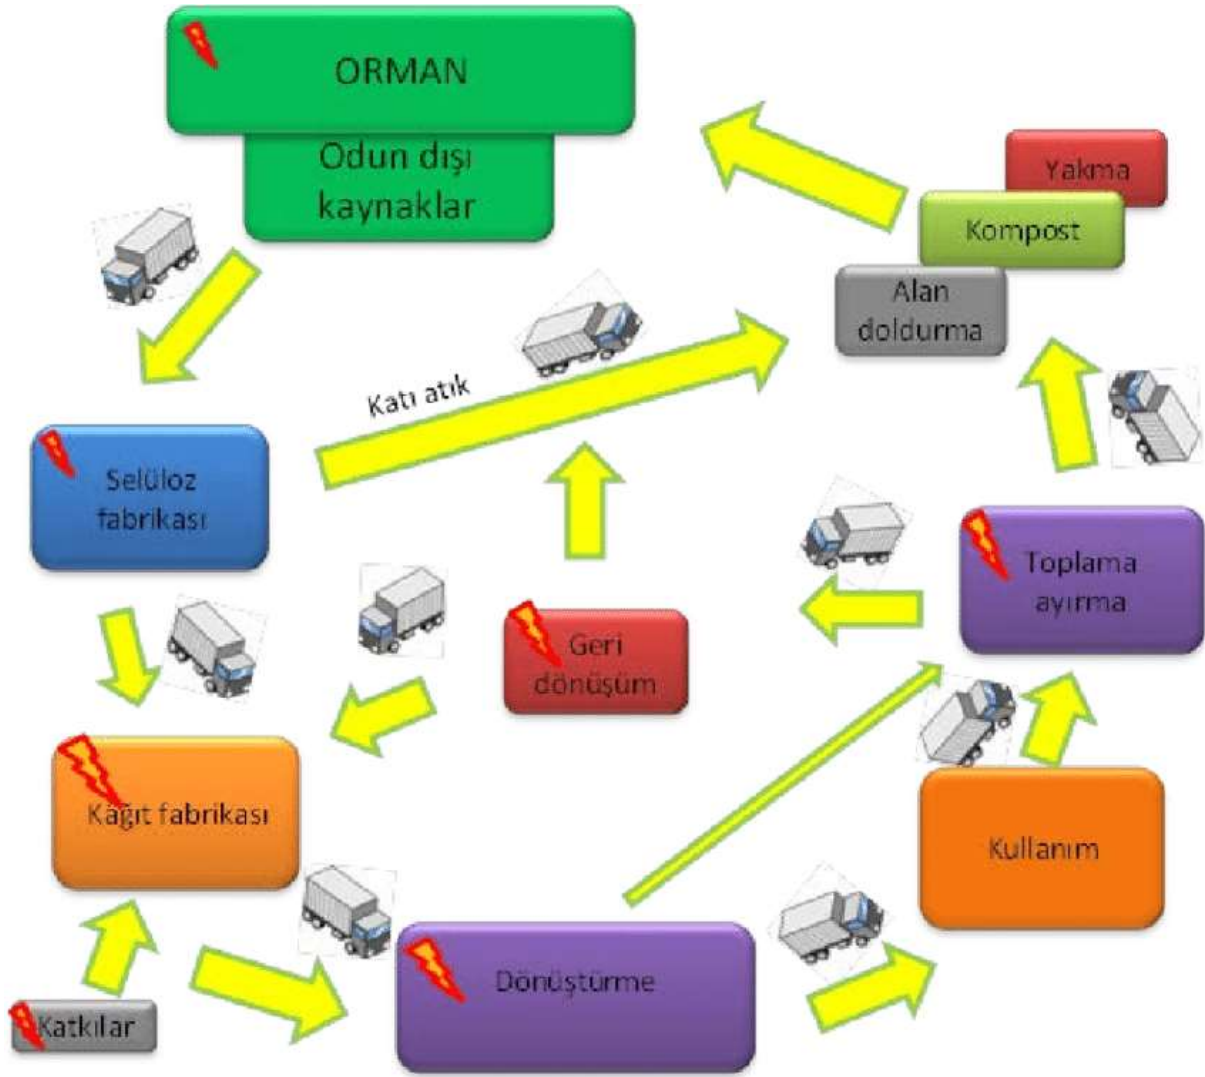 ORMAN
Odun dışı
kaynaklar
Yakma
Kompost
Alan
doldurma
Katı atık
Selüloz
fabrikası
Toplama
ayırma
Geri
dönüşüm
Kağıt fabrikası
Kullanım
Dönüştürme
Katkılar